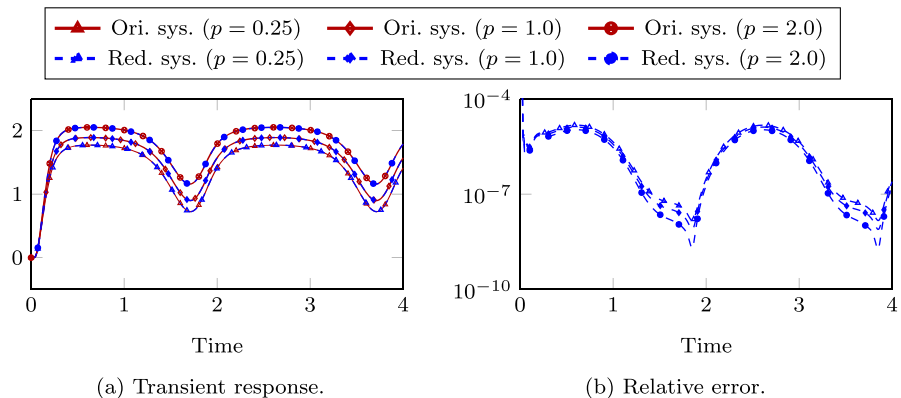 Ori. sys. (p = 0.25) Ori. sys. (p = 1.0) Ori. sys. (p = 2.0)
Red. sys. (p = 0.25) Red. sys. (p = 1.0) Red. sys. (p = 2.0)
2
1
0
0 1 2 3 4
Time
(a) Transient response.
10⁻⁴
10⁻⁷
10⁻¹⁰
0 1 2 3 4
Time
(b) Relative error.